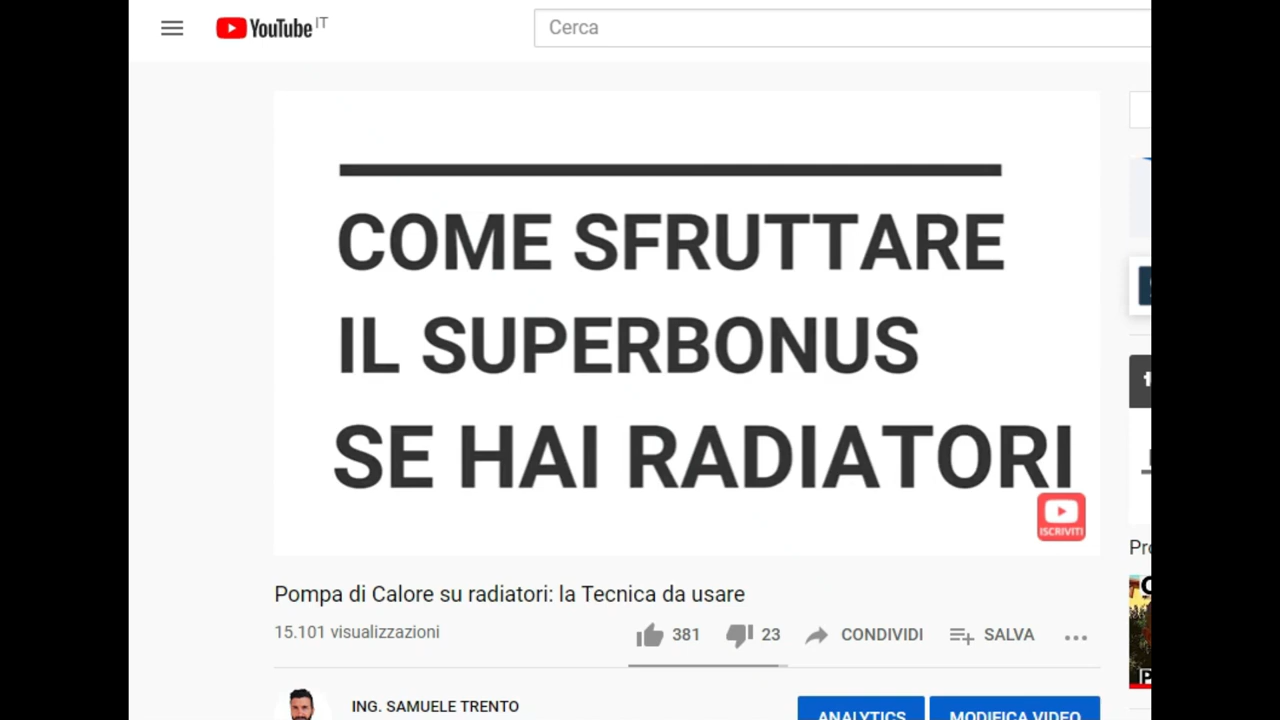 YouTube IT
Cerca
COME SFRUTTARE
IL SUPERBONUS
SE HAI RADIATORI
ISCRIVITI
Pompa di Calore su radiatori: la Tecnica da usare
15.101 visualizzazioni
381
23
CONDIVIDI
SALVA
ING. SAMUELE TRENTO
ANALYTICS
MODIFICA VIDEO